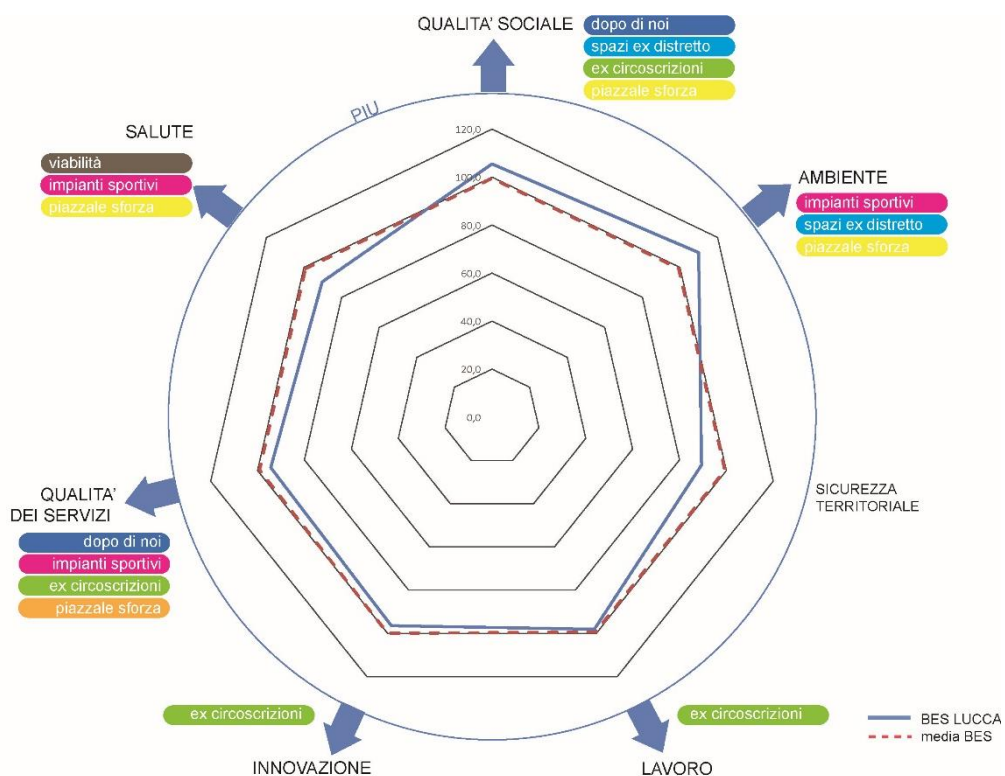 QUALITA' SOCIALE
dopo di noi
spazi ex distretto
ex circoscrizioni
piazzale sforza
PIU
SALUTE
viabilità
impianti sportivi
piazzale sforza
AMBIENTE
impianti sportivi
spazi ex distretto
piazzale sforza
120,0
100,0
80,0
60,0
40,0
20,0
0,0
QUALITA'
DEI SERVIZI
dopo di noi
impianti sportivi
ex circoscrizioni
piazzale sforza
SICUREZZA
TERRITORIALE
ex circoscrizioni
INNOVAZIONE
ex circoscrizioni
LAVORO
BES LUCCA
media BES